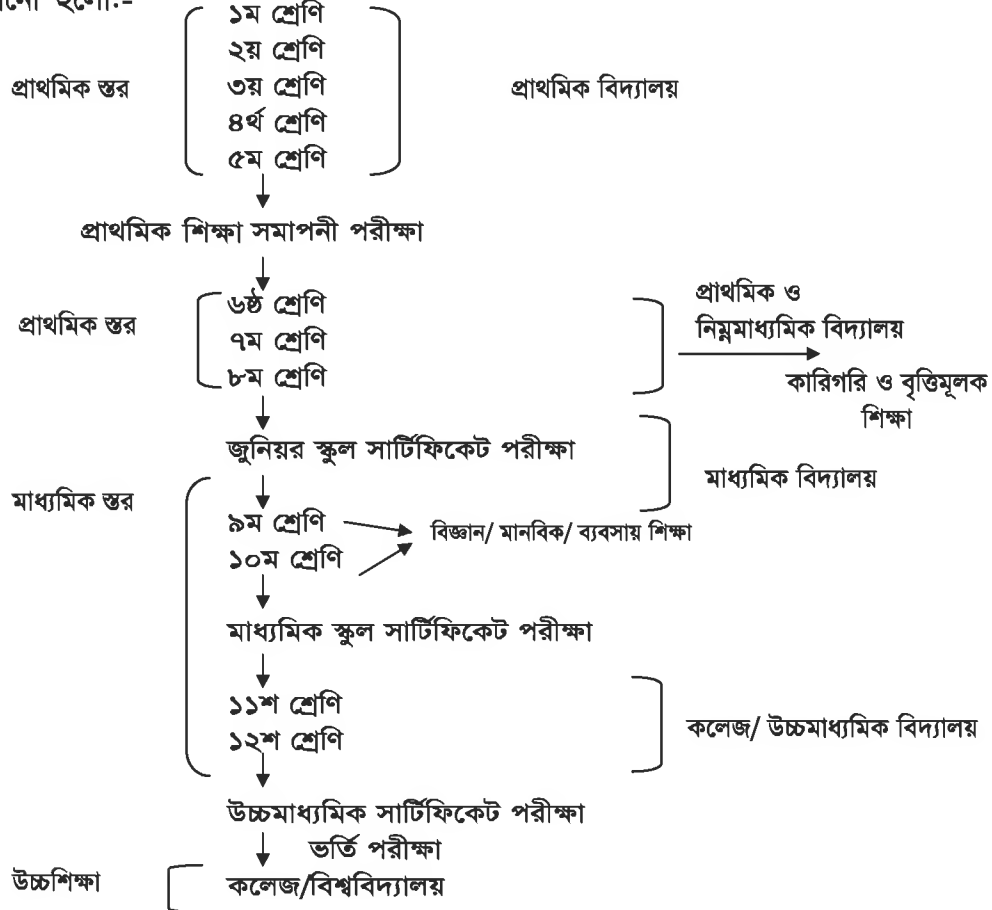 হলো:-
১ম শ্রেণি
২য় শ্রেণি
প্রাথমিক স্তর ৩য় শ্রেণি প্রাথমিক বিদ্যালয়
৪র্থ শ্রেণি
৫ম শ্রেণি
প্রাথমিক শিক্ষা সমাপনী পরীক্ষা
৬ষ্ঠ শ্রেণি প্রাথমিক ও
প্রাথমিক স্তর ৭ম শ্রেণি নিম্নমাধ্যমিক বিদ্যালয়
৮ম শ্রেণি কারিগরি ও বৃত্তিমূলক
শিক্ষা
জুনিয়র স্কুল সার্টিফিকেট পরীক্ষা
মাধ্যমিক বিদ্যালয়
মাধ্যমিক স্তর
৯ম শ্রেণি বিজ্ঞান/ মানবিক/ ব্যবসায় শিক্ষা
১০ম শ্রেণি
মাধ্যমিক স্কুল সার্টিফিকেট পরীক্ষা
১১শ শ্রেণি
১২শ শ্রেণি কলেজ/ উচ্চমাধ্যমিক বিদ্যালয়
উচ্চমাধ্যমিক সার্টিফিকেট পরীক্ষা
ভর্তি পরীক্ষা
উচ্চশিক্ষা কলেজ/বিশ্ববিদ্যালয়